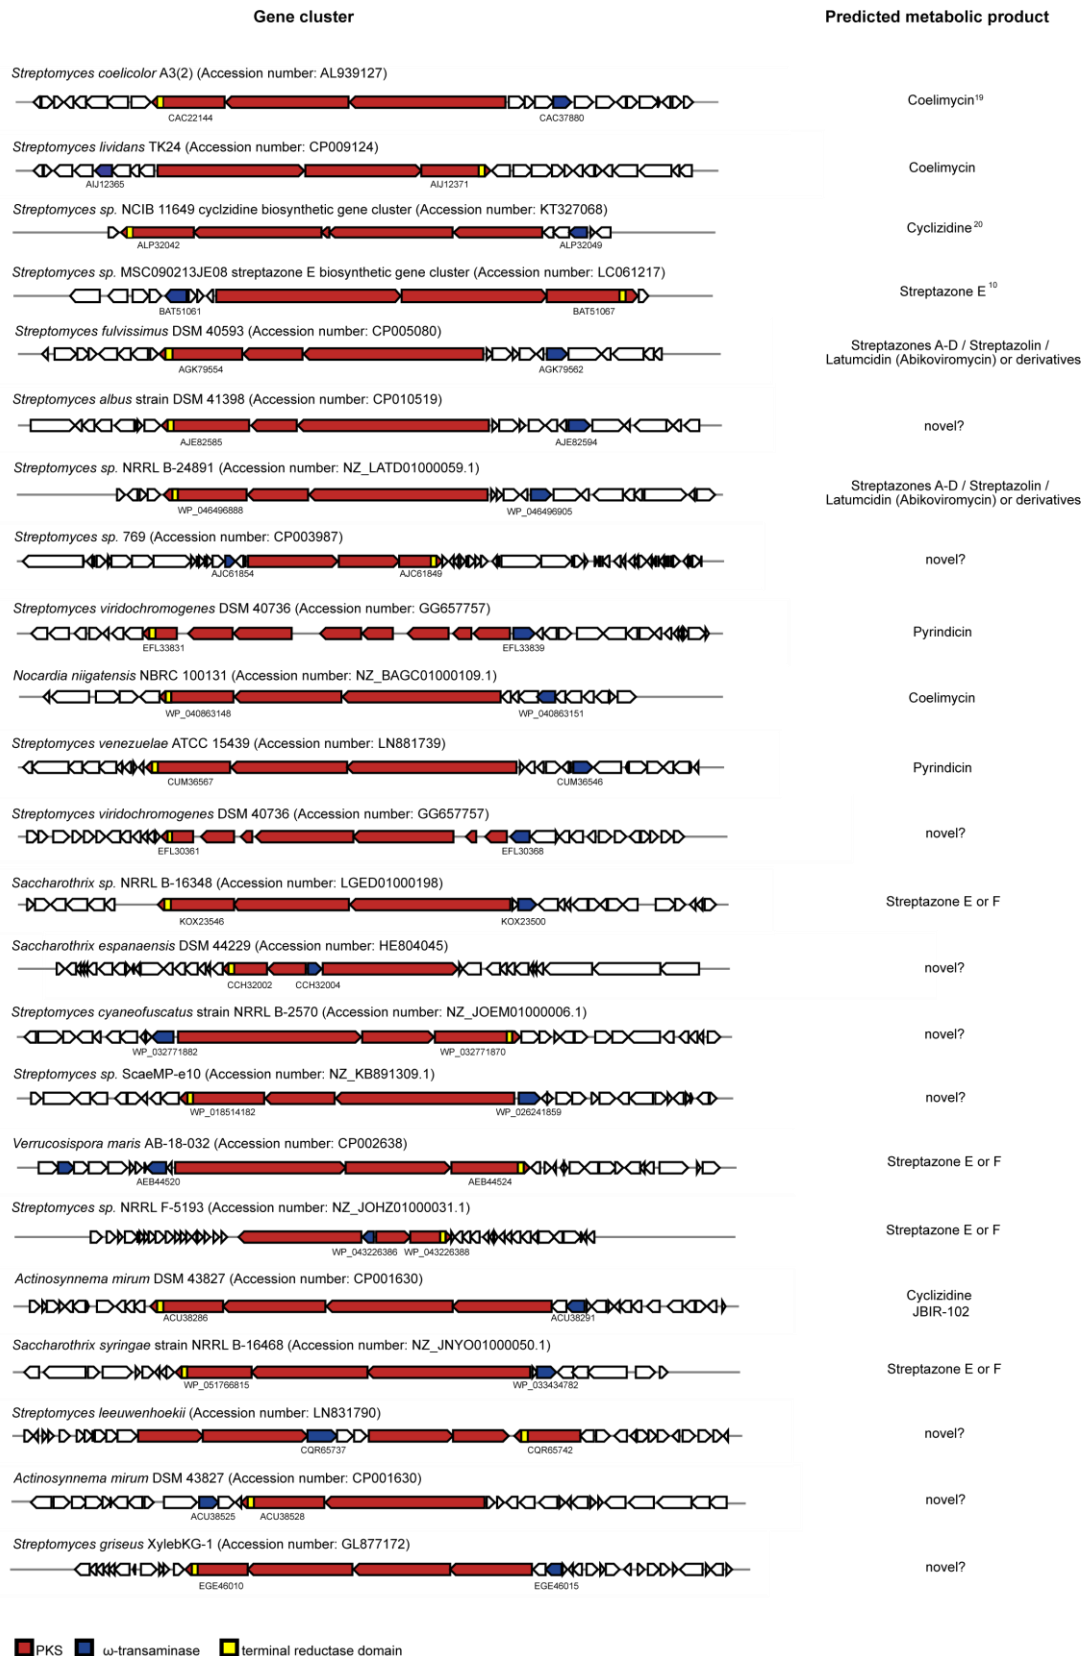 Gene cluster Predicted metabolic product
Streptomyces coelicolor A3(2) (Accession number: AL939127)
Coelimycin19
CAC22144 CAC37880
Streptomyces lividans TK24 (Accession number: CP009124)
Coelimycin
AIJ12365 AIJ12371
Streptomyces sp. NCIB 11649 cyclzidine biosynthetic gene cluster (Accession number: KT327068)
Cyclizidine20
ALP32042 ALP32049
Streptomyces sp. MSC090213JE08 streptazone E biosynthetic gene cluster (Accession number: LC061217)
Streptazone E10
BAT51061 BAT51067
Streptomyces fulvissimus DSM 40593 (Accession number: CP005080)
Streptazones A-D / Streptazolin /
Latumcidin (Abikoviromycin) or derivatives
AGK79554 AGK79562
Streptomyces albus strain DSM 41398 (Accession number: CP010519)
novel?
AJE82585 AJE82594
Streptomyces sp. NRRL B-24891 (Accession number: NZ_LATD01000059.1)
Streptazones A-D / Streptazolin /
Latumcidin (Abikoviromycin) or derivatives
WP_046496888 WP_046496905
Streptomyces sp. 769 (Accession number: CP003987)
novel?
AJC61854 AJC61849
Streptomyces viridochromogenes DSM 40736 (Accession number: GG657757)
Pyrindicin
EFL33831 EFL33839
Nocardia niigatensis NBRC 100131 (Accession number: NZ_BAGC01000109.1)
Coelimycin
WP_040863148 WP_040863151
Streptomyces venezuelae ATCC 15439 (Accession number: LN881739)
Pyrindicin
CUM36567 CUM36546
Streptomyces viridochromogenes DSM 40736 (Accession number: GG657757)
novel?
EFL30361 EFL30368
Saccharothrix sp. NRRL B-16348 (Accession number: LGED01000198)
Streptazone E or F
KOX23546 KOX23500
Saccharothrix espanaensis DSM 44229 (Accession number: HE804045)
novel?
CCH32002 CCH32004
Streptomyces cyaneofuscatus strain NRRL B-2570 (Accession number: NZ_JOEM01000006.1)
novel?
WP_032771882 WP_032771870
Streptomyces sp. ScaeMP-e10 (Accession number: NZ_KB891309.1)
novel?
WP_018514182 WP_026241859
Verrucosispora maris AB-18-032 (Accession number: CP002638)
Streptazone E or F
AEB44520 AEB44524
Streptomyces sp. NRRL F-5193 (Accession number: NZ_JOHZ01000031.1)
Streptazone E or F
WP_043226386 WP_043226388
Actinosynnema mirum DSM 43827 (Accession number: CP001630)
Cyclizidine
JBIR-102
ACU38286 ACU38291
Saccharothrix syringae strain NRRL B-16468 (Accession number: NZ_JNYO01000050.1)
Streptazone E or F
WP_051766815 WP_033434782
Streptomyces leeuwenhoekii (Accession number: LN831790)
novel?
CQR65737 CQR65742
Actinosynnema mirum DSM 43827 (Accession number: CP001630)
novel?
ACU38525 ACU38528
Streptomyces griseus XylebKG-1 (Accession number: GL877172)
novel?
EGE46010 EGE46015
PKS ω-transaminase terminal reductase domain